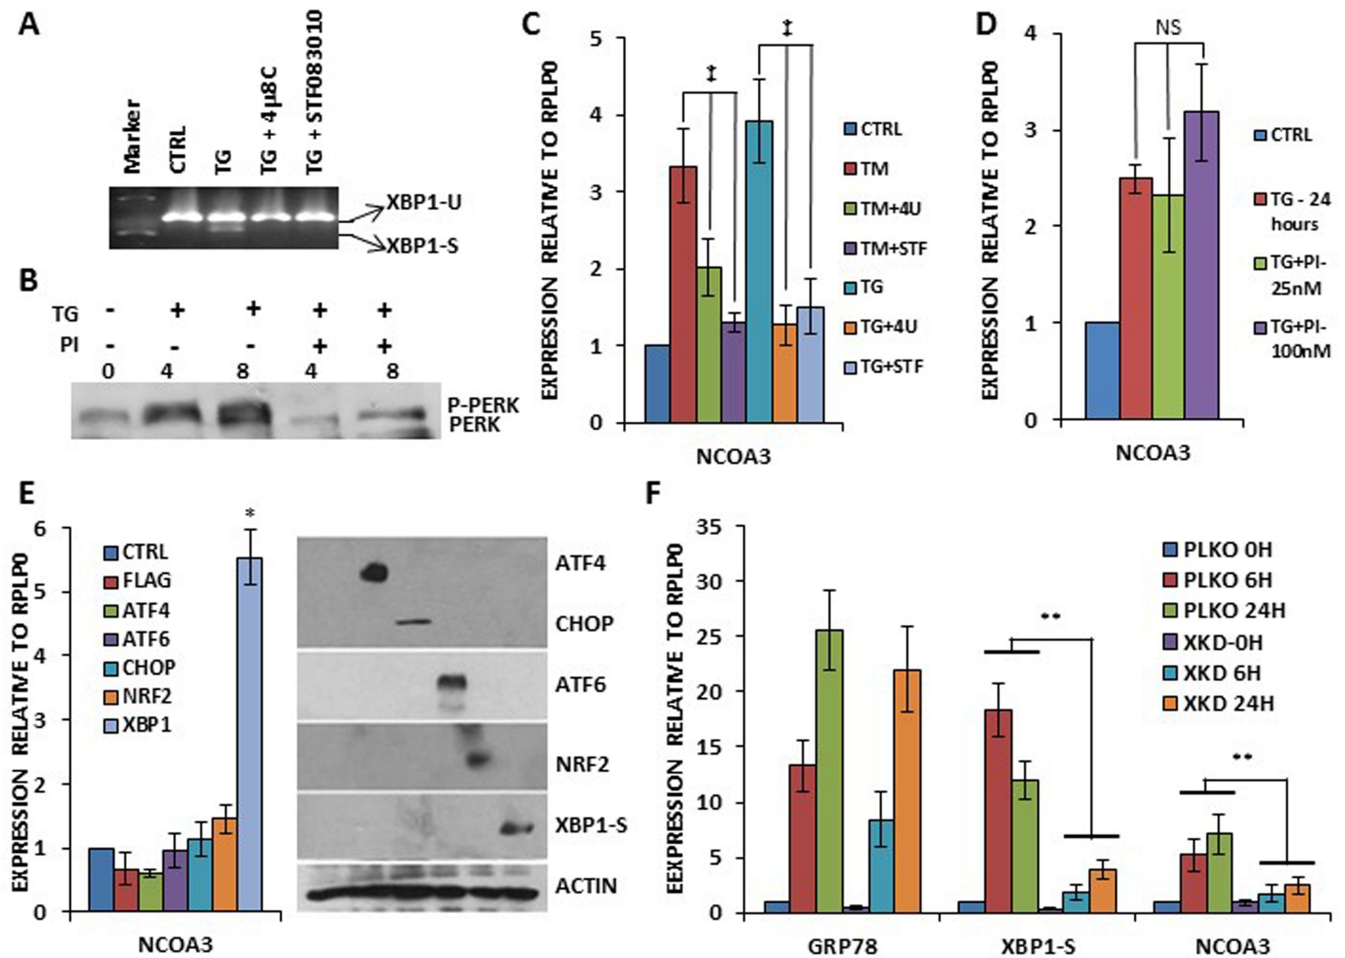 A
Marker
CTRL
TG
TG + 4µ8C
TG + STF083010
XBP1-U
XBP1-S
B
TG - + + + +
PI - - - + +
0 4 8 4 8
P-PERK
PERK
C
EXPRESSION RELATIVE TO RPLP0
5
4
3
2
1
0
‡
‡
NCOA3
CTRL
TM
TM+4U
TM+STF
TG
TG+4U
TG+STF
D
EXPRESSION RELATIVE TO RPLP0
4
3
2
1
0
NS
NCOA3
CTRL
TG - 24
hours
TG+PI-
25nM
TG+PI-
100nM
E
EXPRESSION RELATIVE TO RPLP0
6
5
4
3
2
1
0
*
CTRL
FLAG
ATF4
ATF6
CHOP
NRF2
XBP1
NCOA3
ATF4
CHOP
ATF6
NRF2
XBP1-S
ACTIN
F
EEXPRESSION RELATIVE TO RPLP0
35
30
25
20
15
10
5
0
**
**
PLKO 0H
PLKO 6H
PLKO 24H
XKD-0H
XKD 6H
XKD 24H
GRP78 XBP1-S NCOA3